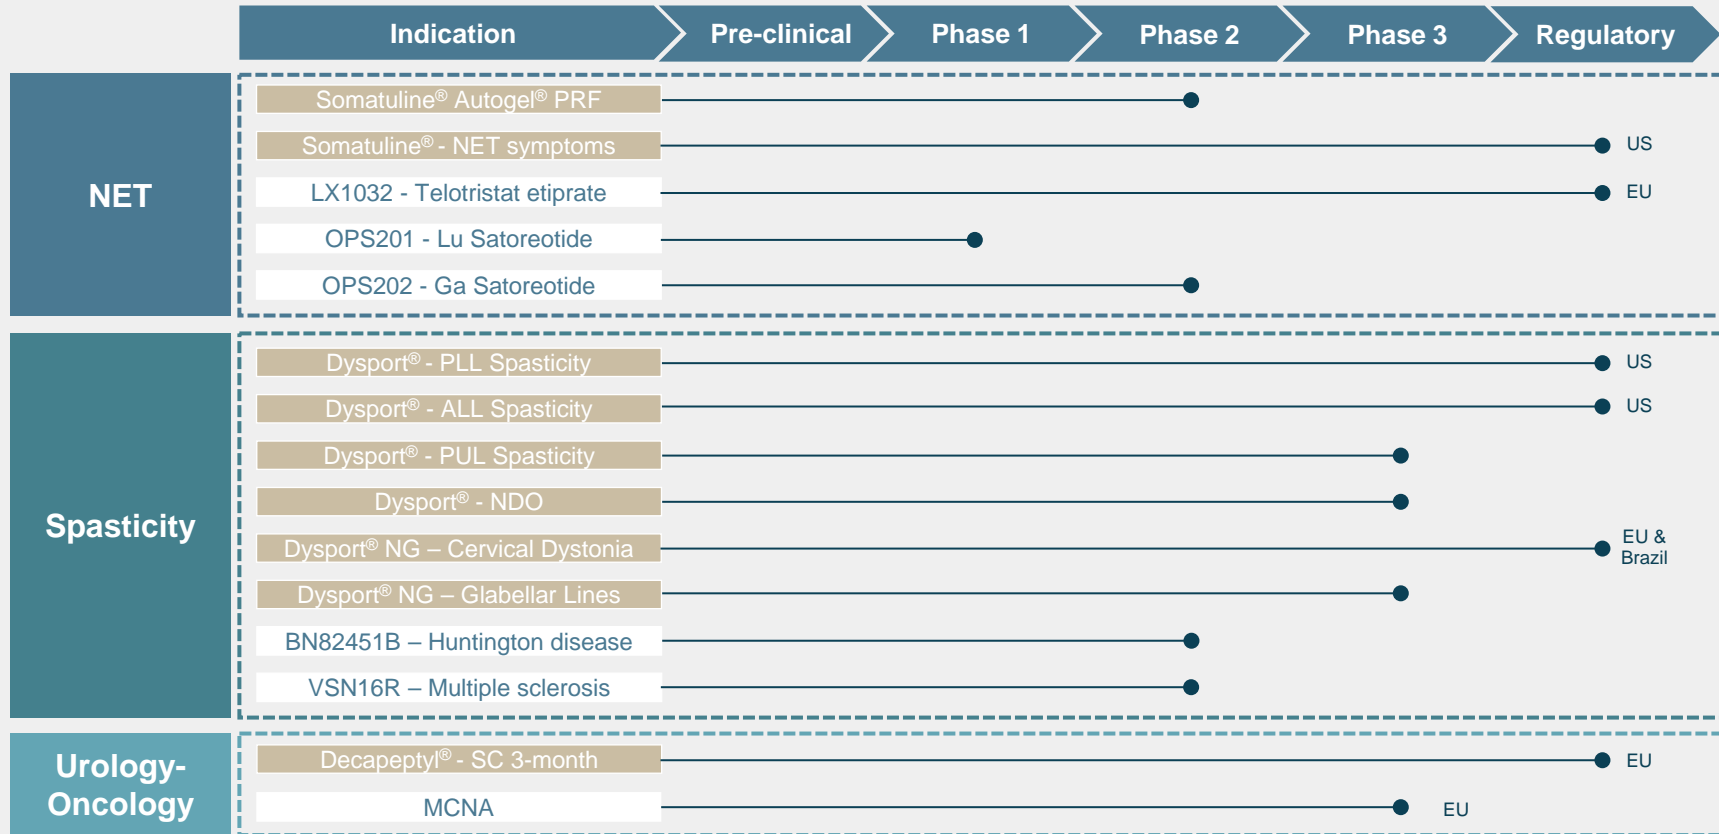 Indication Pre-clinical Phase 1 Phase 2 Phase 3 Regulatory
NET
Somatuline® Autogel® PRF
Somatuline® - NET symptoms US
LX1032 - Telotristat etiprate EU
OPS201 - Lu Satoreotide
OPS202 - Ga Satoreotide
Spasticity
Dysport® - PLL Spasticity US
Dysport® - ALL Spasticity US
Dysport® - PUL Spasticity
Dysport® - NDO
Dysport® NG – Cervical Dystonia EU &
Brazil
Dysport® NG – Glabellar Lines
BN82451B – Huntington disease
VSN16R – Multiple sclerosis
Urology-
Oncology
Decapeptyl® - SC 3-month EU
MCNA EU